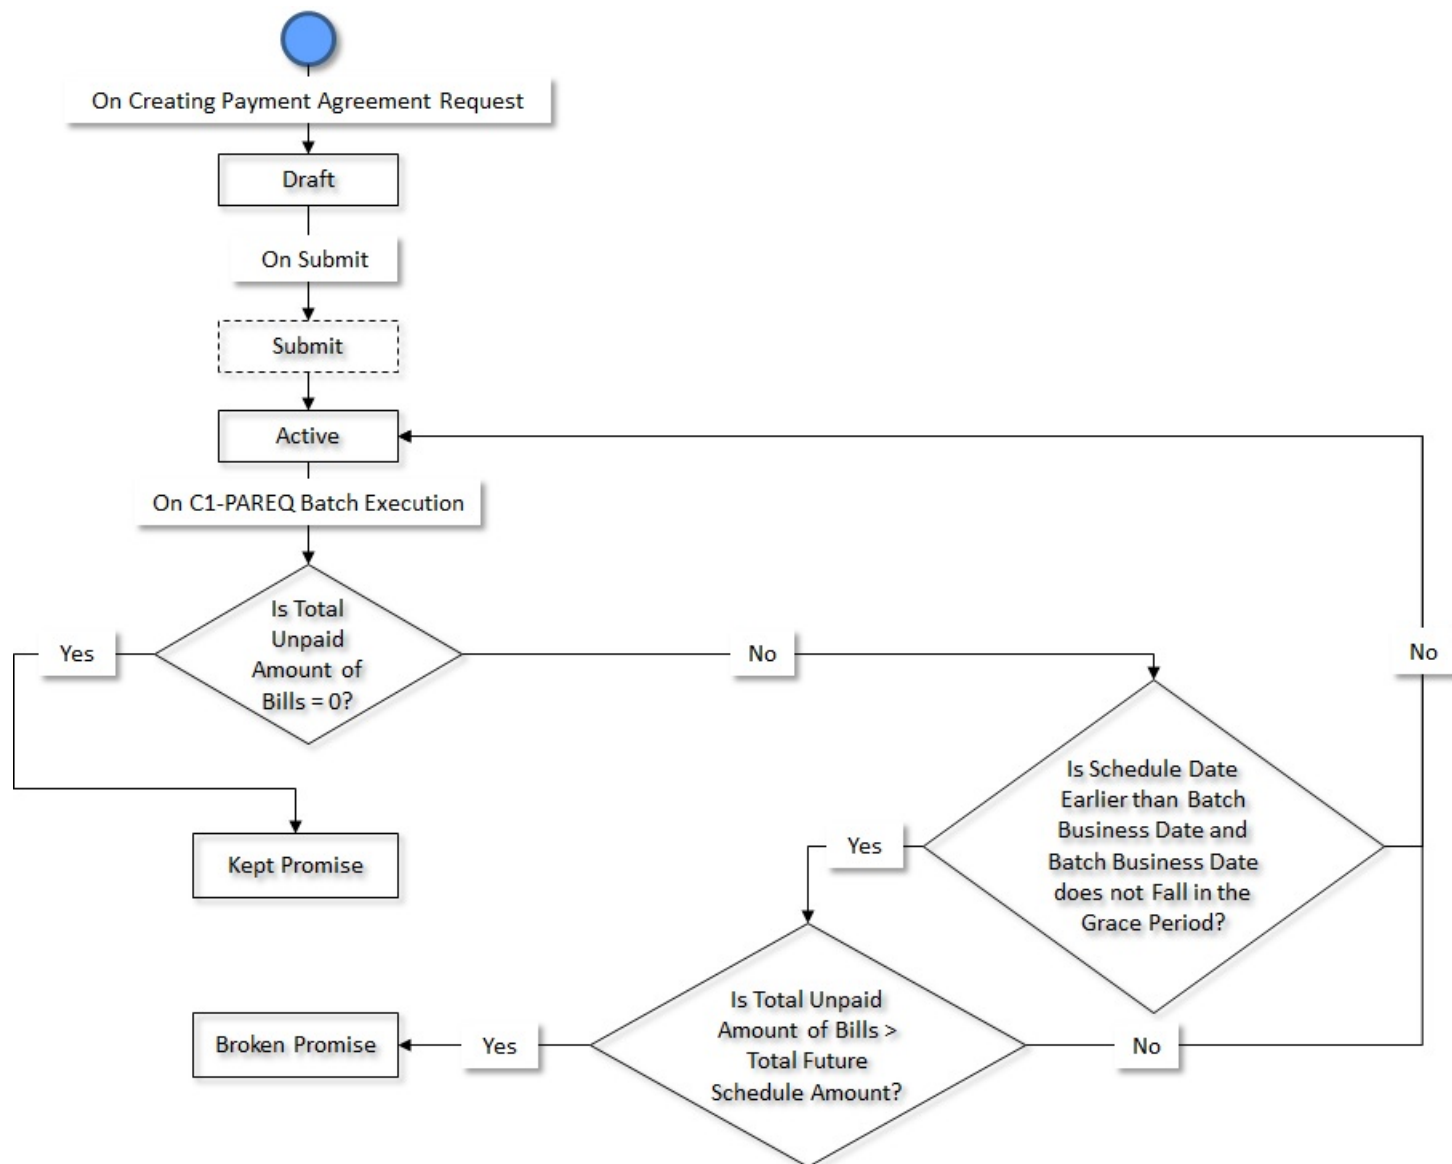 On Creating Payment Agreement Request
Draft
On Submit
Submit
Active
On C1-PAREQ Batch Execution
Is Total
Unpaid
Amount of
Bills = 0?
Yes
No
No
Is Schedule Date
Earlier than Batch
Business Date and
Batch Business Date
does not Fall in the
Grace Period?
Yes
Kept Promise
Is Total Unpaid
Amount of Bills >
Total Future
Schedule Amount?
Yes
No
Broken Promise